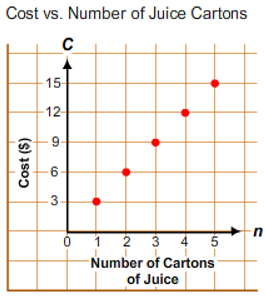 Cost vs. Number of Juice Cartons
C
15
12
9
6
3
Cost ($)
0 1 2 3 4 5
n
Number of Cartons
of Juice